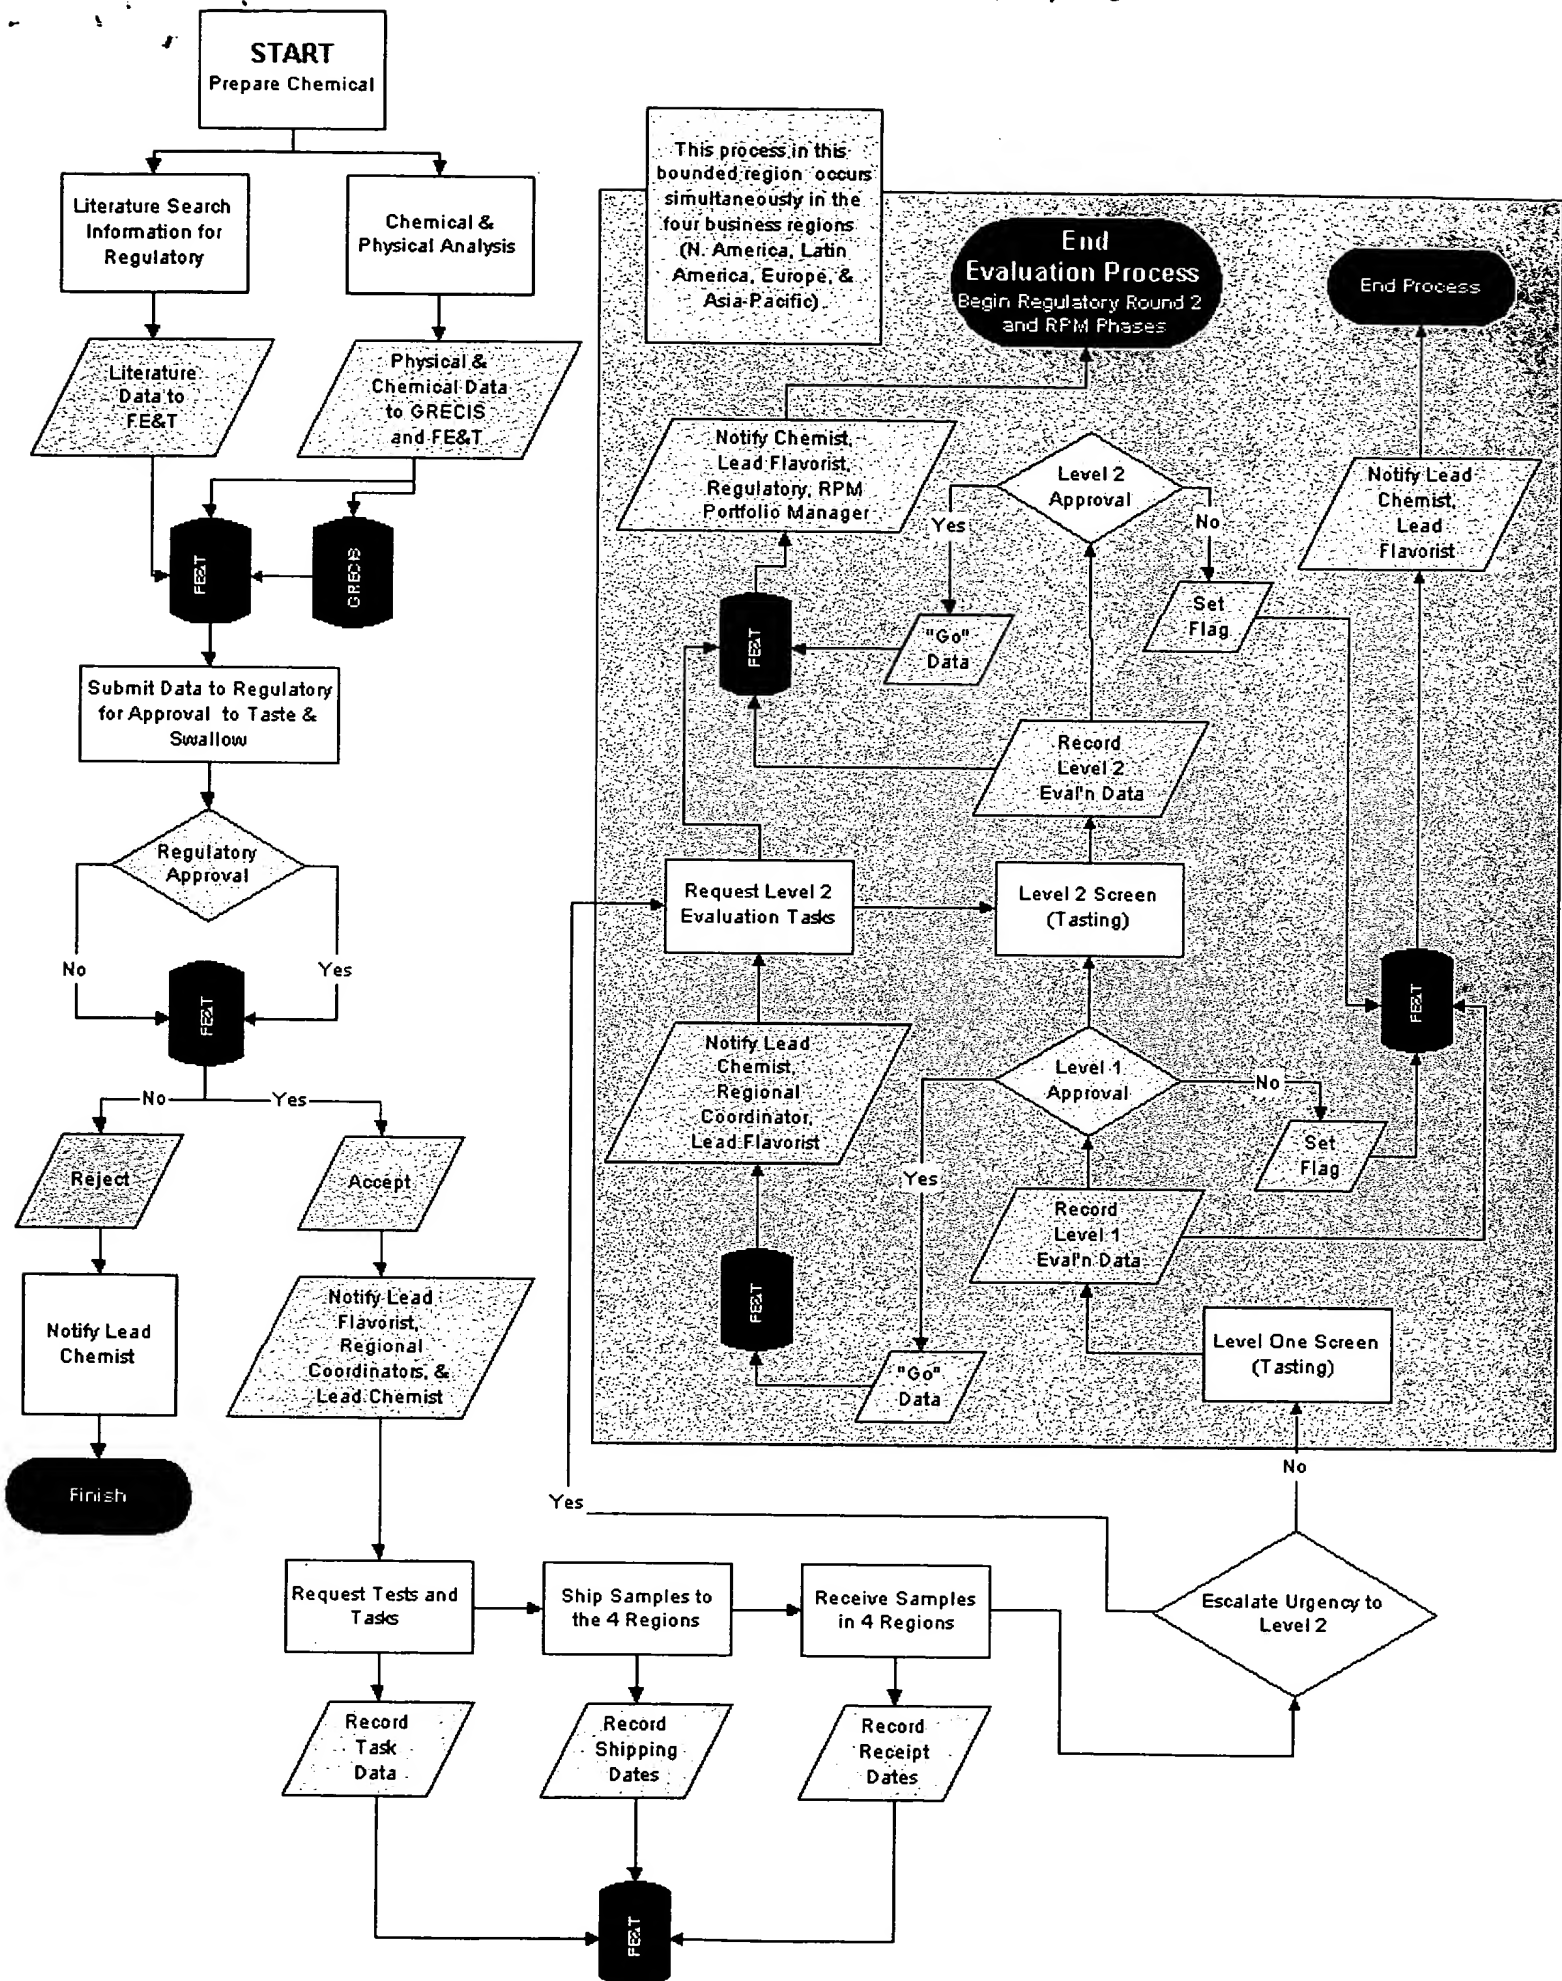 START
Prepare Chemical
Literature Search
Information for
Regulatory
Chemical &
Physical Analysis
Literature
Data to
FE&T
Physical &
Chemical Data
to GRECIS
and FE&T
FE&T
GRECIS
Submit Data to Regulatory
for Approval to Taste &
Swallow
Regulatory
Approval
No
Yes
FE&T
No
Yes
Reject
Accept
Notify Lead
Chemist
Finish
Notify Lead
Flavorist,
Regional
Coordinators, &
Lead Chemist
Request Tests and
Tasks
Ship Samples to
the 4 Regions
Receive Samples
in 4 Regions
Record
Task
Data
Record
Shipping
Dates
Record
Receipt
Dates
FE&T
Escalate Urgency to
Level 2
Yes
No
This process in this
bounded region occurs
simultaneously in the
four business regions
(N. America, Latin
America, Europe, &
Asia-Pacific)
End
Evaluation Process
Begin Regulatory Round 2
and RPM Phases
End Process
Notify Chemist,
Lead Flavorist,
Regulatory, RPM
Portfolio Manager
Level 2
Approval
Yes
No
Notify Lead
Chemist,
Lead
Flavorist
Set
Flag
FE&T
"Go"
Data
Record
Level 2
Eval'n Data
Request Level 2
Evaluation Tasks
Level 2 Screen
(Tasting)
FE&T
Notify Lead
Chemist,
Regional
Coordinator,
Lead Flavorist
Level 1
Approval
No
Yes
Set
Flag
Record
Level 1
Eval'n Data
FE&T
"Go"
Data
Level One Screen
(Tasting)